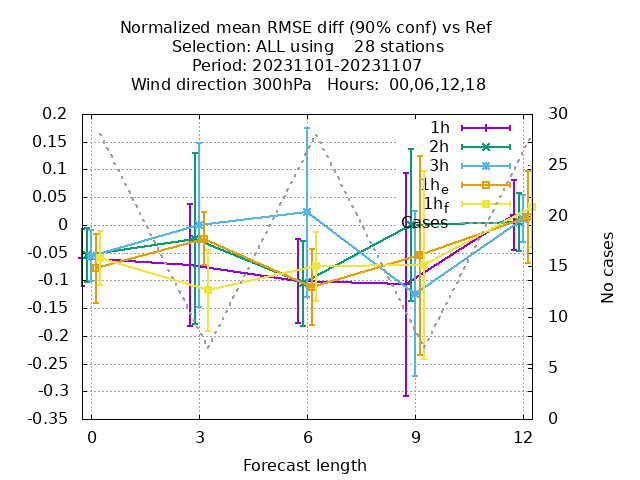 Normalized mean RMSE diff (90% conf) vs Ref
Selection: ALL using    28 stations
Period: 20231101-20231107
Wind direction 300hPa   Hours:  00,06,12,18
0.2
0.15
0.1
0.05
0
-0.05
-0.1
-0.15
-0.2
-0.25
-0.3
-0.35
30
25
20
15
10
5
0
1h
2h
3h
1he
1hf
Cases
No cases
0
3
6
9
12
Forecast length